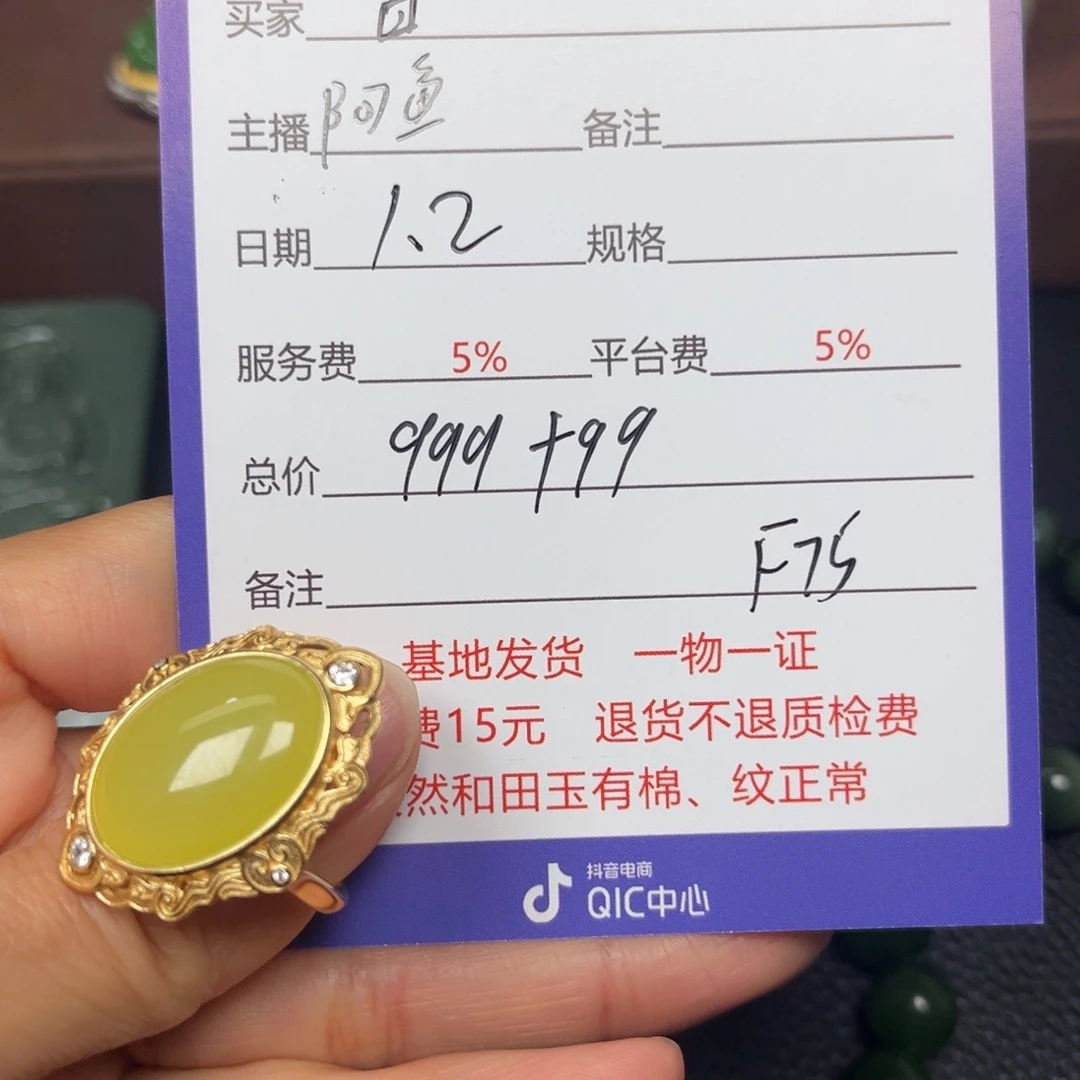 买家
主播 阿鱼 备注
日期 1、2 规格
服务费 5% 平台费 5%
总价 999+99
备注 F75
基地发货 一物一证
费15元 退货不退质检费
然和田玉有棉、纹正常
抖音电商
QIC中心